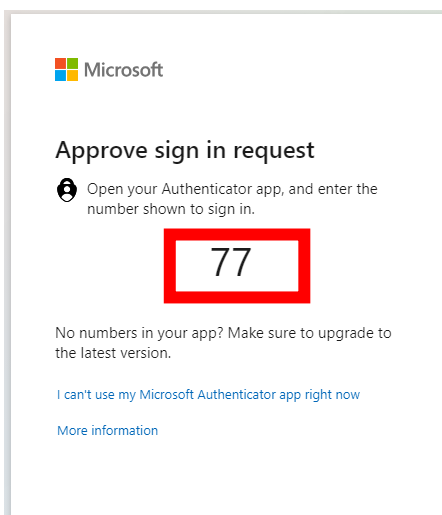 Microsoft
Approve sign in request
Open your Authenticator app, and enter the
number shown to sign in.
77
No numbers in your app? Make sure to upgrade to
the latest version.
I can't use my Microsoft Authenticator app right now
More information